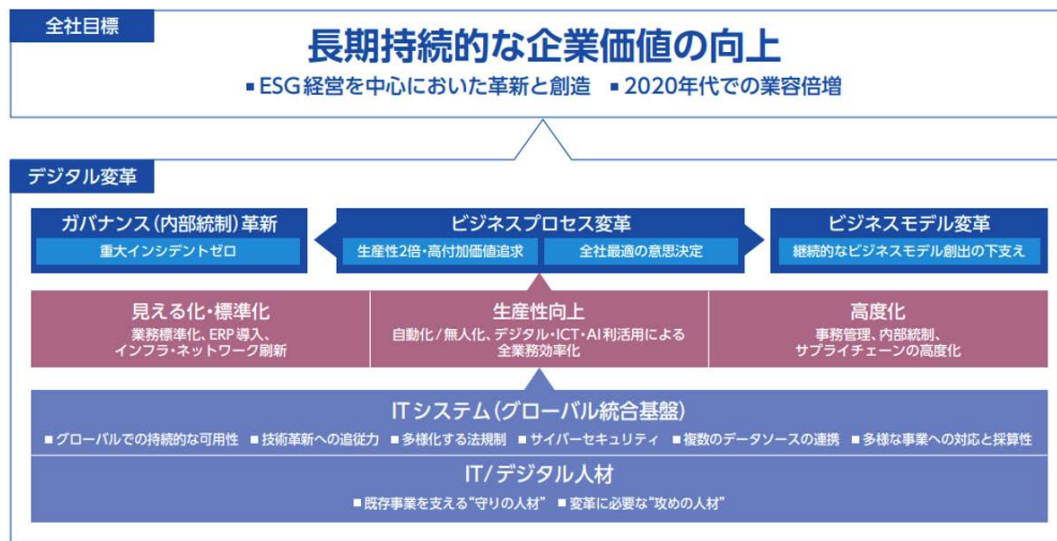 全社目標
長期持続的な企業価値の向上
■ESG経営を中心においた革新と創造 ■2020年代での業容倍増
デジタル変革
ガバナンス(内部統制)革新
重大インシデントゼロ
ビジネスプロセス変革
生産性2倍・高付加価値追求
全社最適の意思決定
ビジネスモデル変革
継続的なビジネスモデル創出の下支え
見える化・標準化
業務標準化、ERP導入、
インフラ・ネットワーク刷新
生産性向上
自動化/無人化、デジタル・ICT・AI利活用による
全業務効率化
高度化
事務管理、内部統制、
サプライチェーンの高度化
ITシステム(グローバル統合基盤)
■グローバルでの持続的な可用性 ■技術革新への追従力 ■多様化する法規制 ■サイバーセキュリティ ■複数のデータソースの連携 ■多様な事業への対応と採算性
IT/デジタル人材
■既存事業を支える“守りの人材” ■変革に必要な“攻めの人材”